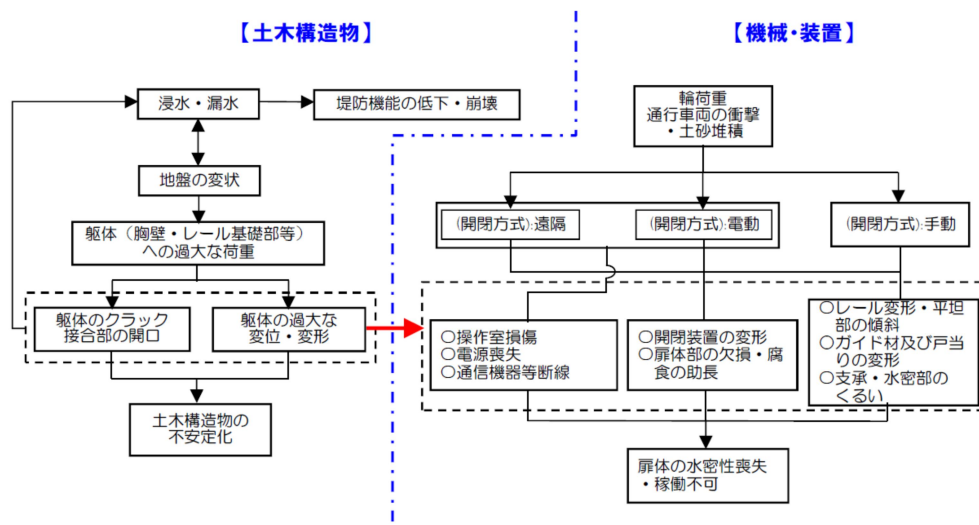 【土木構造物】
浸水・漏水
堤防機能の低下・崩壊
地盤の変状
躯体（胸壁・レール基礎部等）
への過大な荷重
躯体のクラック
接合部の開口
躯体の過大な
変位・変形
土木構造物の
不安定化
【機械・装置】
輪荷重
通行車両の衝撃
・土砂堆積
(開閉方式):遠隔
(開閉方式):電動
(開閉方式):手動
〇操作室損傷
〇電源喪失
〇通信機器等断線
〇開閉装置の変形
〇扉体部の欠損・腐
食の助長
〇レール変形・平坦
部の傾斜
〇ガイド材及び戸当
りの変形
〇支承・水密部の
くるい
扉体の水密性喪失
・稼働不可